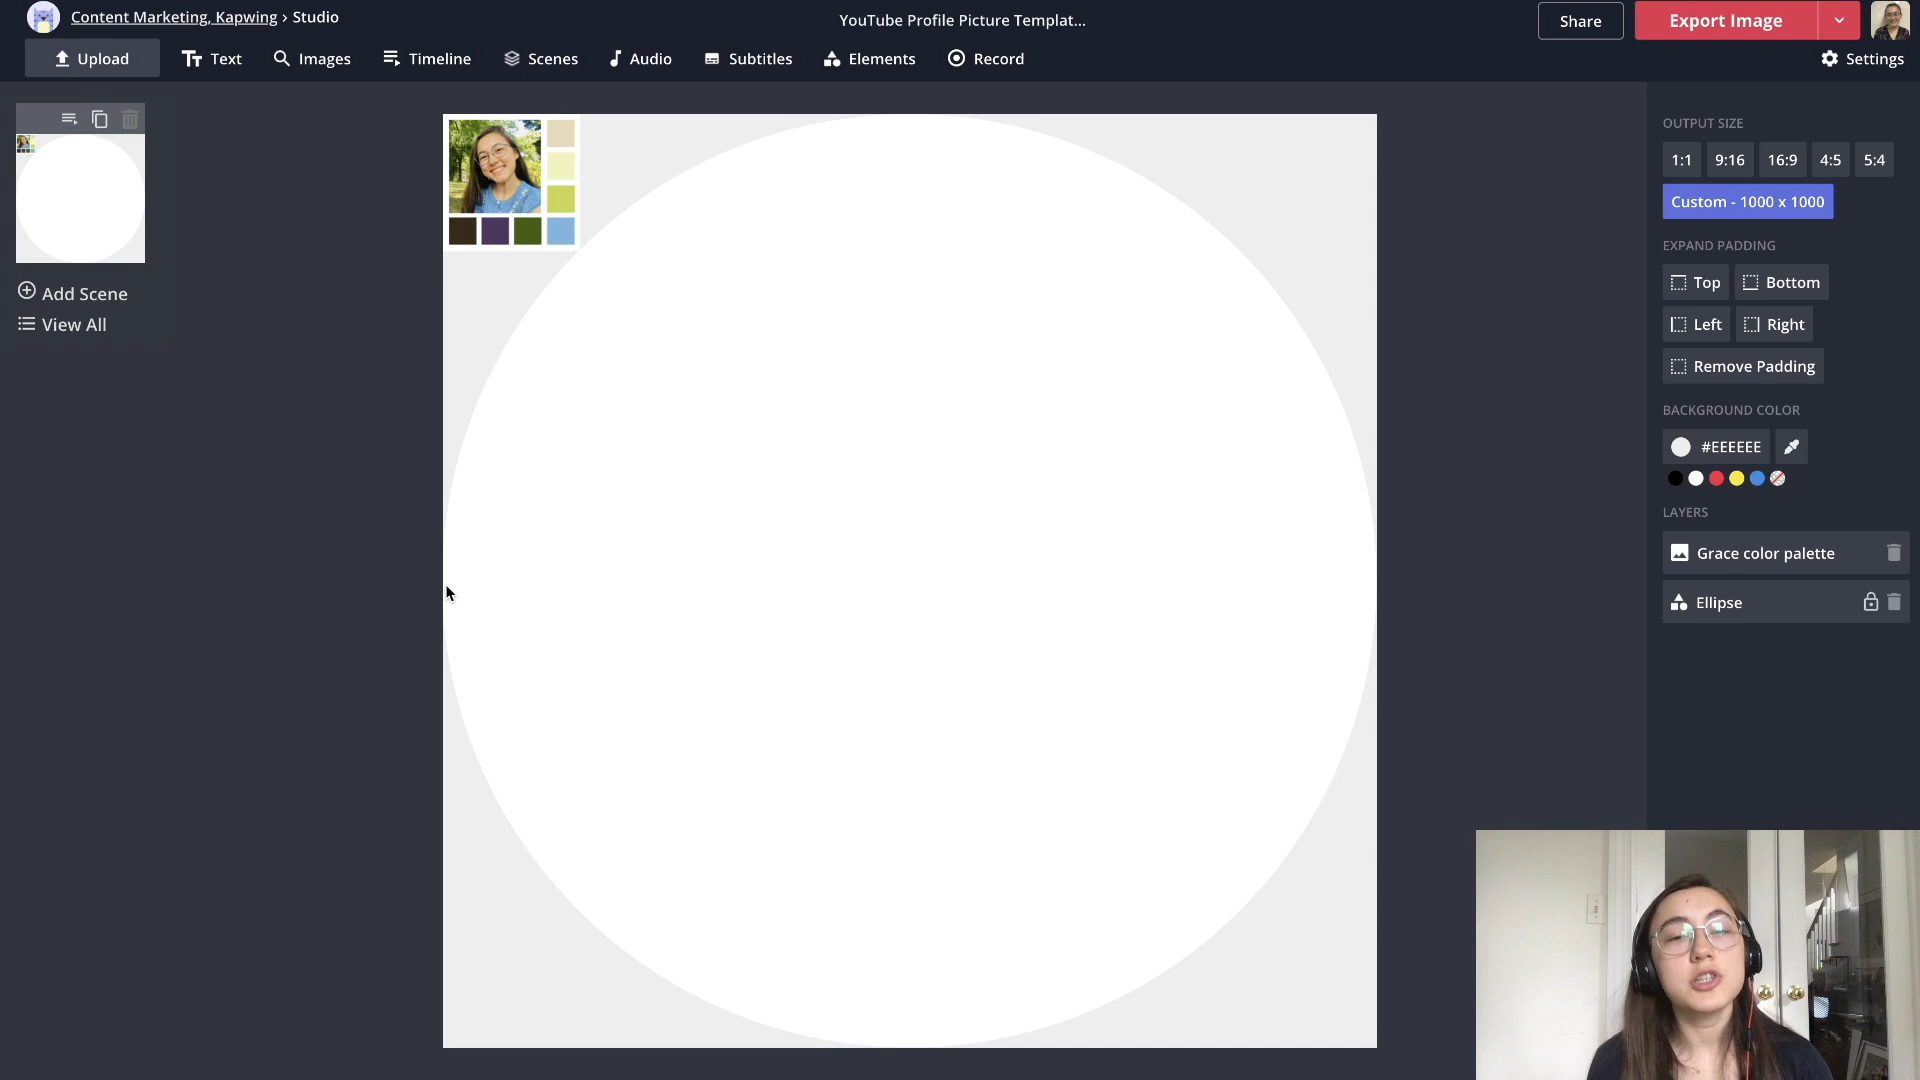 Content Marketing, Kapwing › Studio
YouTube Profile Picture Templat...
Share
Export Image
Upload
Text
Images
Timeline
Scenes
Audio
Subtitles
Elements
Record
Settings
Add Scene
View All
OUTPUT SIZE
1:1 9:16 16:9 4:5 5:4
Custom - 1000 x 1000
EXPAND PADDING
Top Bottom
Left Right
Remove Padding
BACKGROUND COLOR
#EEEEEE
LAYERS
Grace color palette
Ellipse